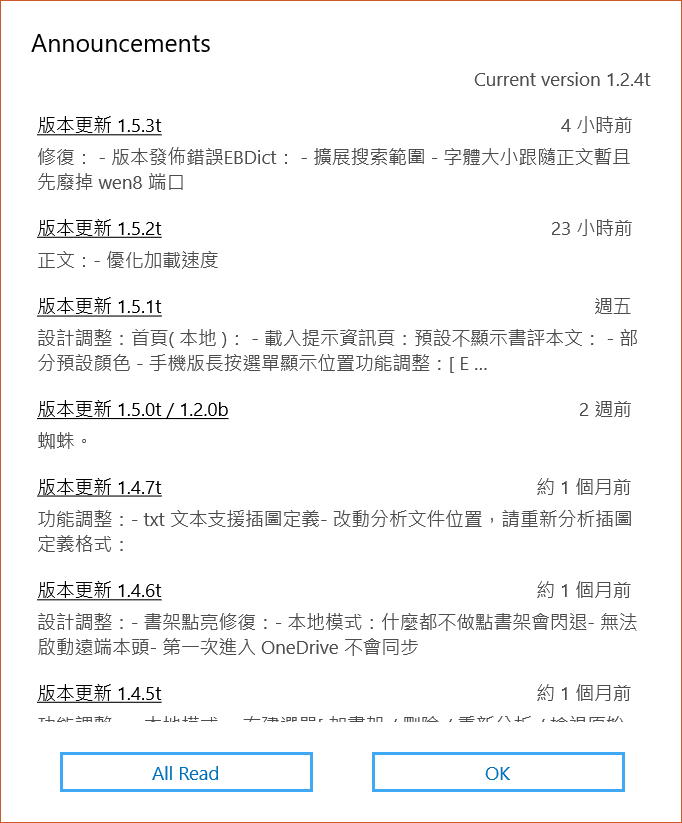 Announcements
Current version 1.2.4t
版本更新 1.5.3t 4 小時前
修復： - 版本發佈錯誤EBDict： - 擴展搜索範圍 - 字體大小跟隨正文暫且
先廢掉 wen8 端口
版本更新 1.5.2t 23 小時前
正文：- 優化加載速度
版本更新 1.5.1t 週五
設計調整：首頁( 本地 )： - 載入提示資訊頁：預設不顯示書評本文： - 部
分預設顏色 - 手機版長按選單顯示位置功能調整：[ E ...
版本更新 1.5.0t / 1.2.0b 2 週前
蜘蛛。
版本更新 1.4.7t 約 1 個月前
功能調整：- txt 文本支援插圖定義- 改動分析文件位置，請重新分析插圖
定義格式：
版本更新 1.4.6t 約 1 個月前
設計調整：- 書架點亮修復：- 本地模式：什麼都不做點書架會閃退- 無法
啟動遠端本頭- 第一次進入 OneDrive 不會同步
版本更新 1.4.5t 約 1 個月前
All Read OK